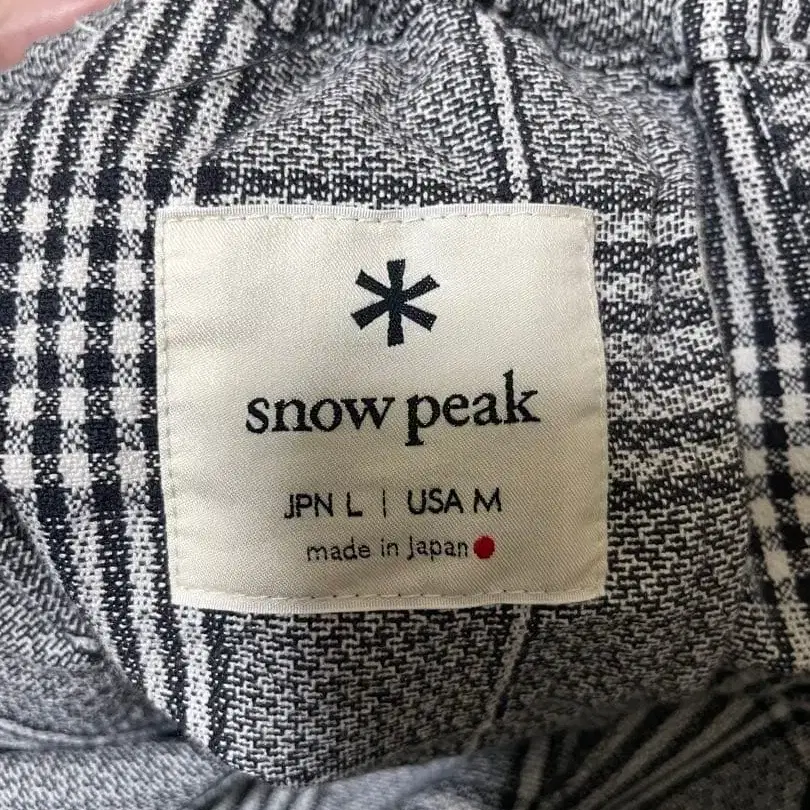 snow peak
JPN L | USA M
made in Japan